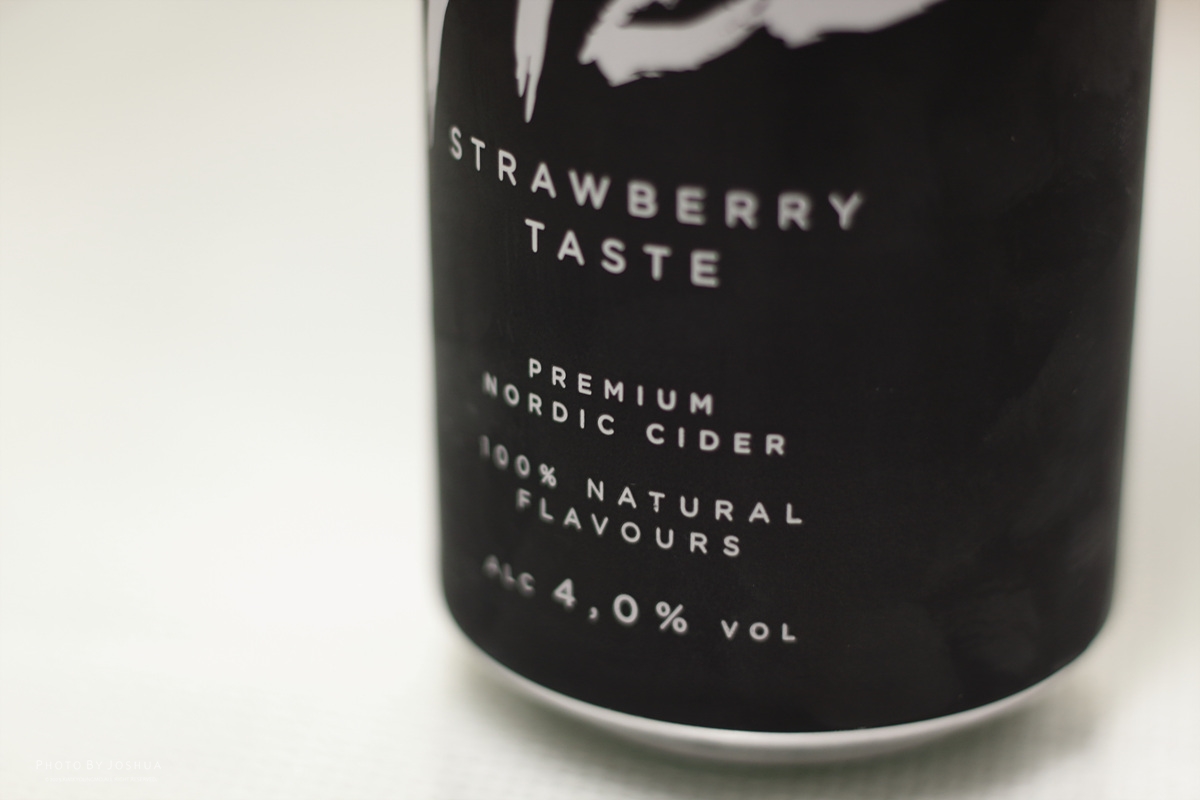 STRAWBERRY
TASTE
PREMIUM
NORDIC CIDER
100% NATURAL
FLAVOURS
ALC 4,0% VOL
PHOTO BY JOSHUA